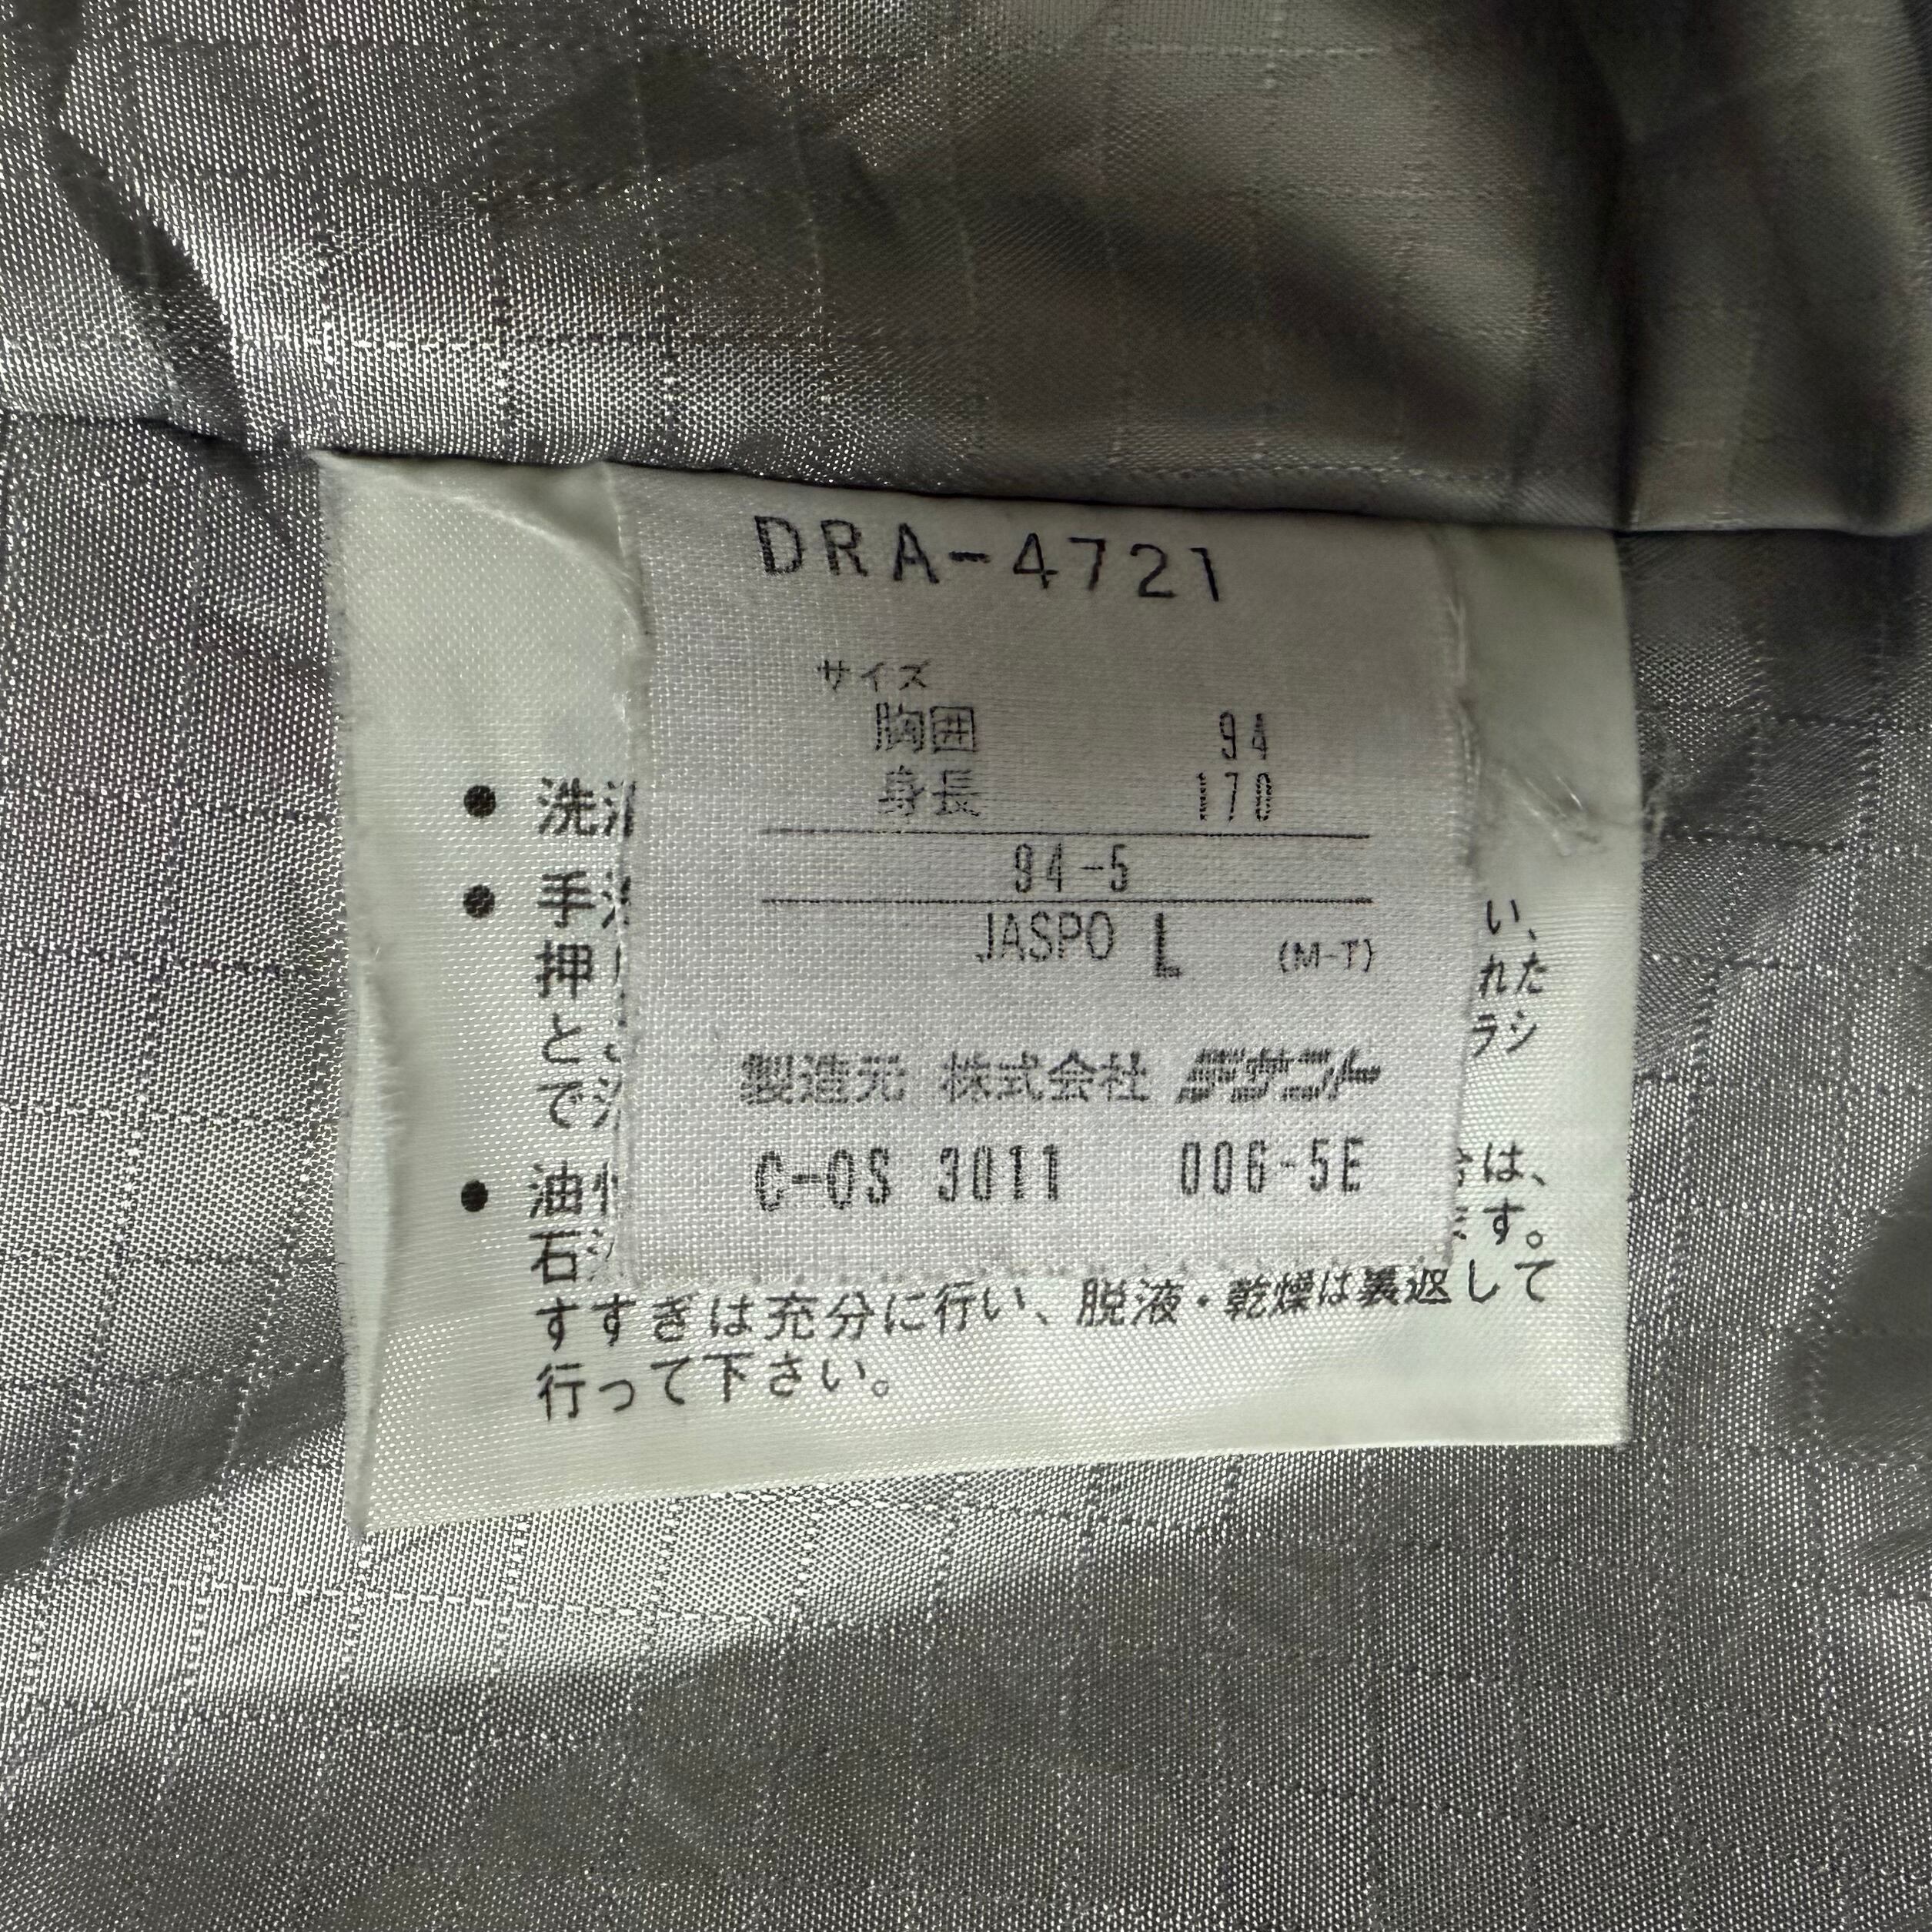 DRA-4721
サイズ
胸囲 94
身長 170
94-5
JASPO L (M-T)
製造元 株式会社 デサント
C-OS 3011 006-5E
● 洗
● 手 い、
押 れた
と ラシ
で
● 油 は、
石 す。
すすぎは充分に行い、脱液・乾燥は裏返して
行って下さい。